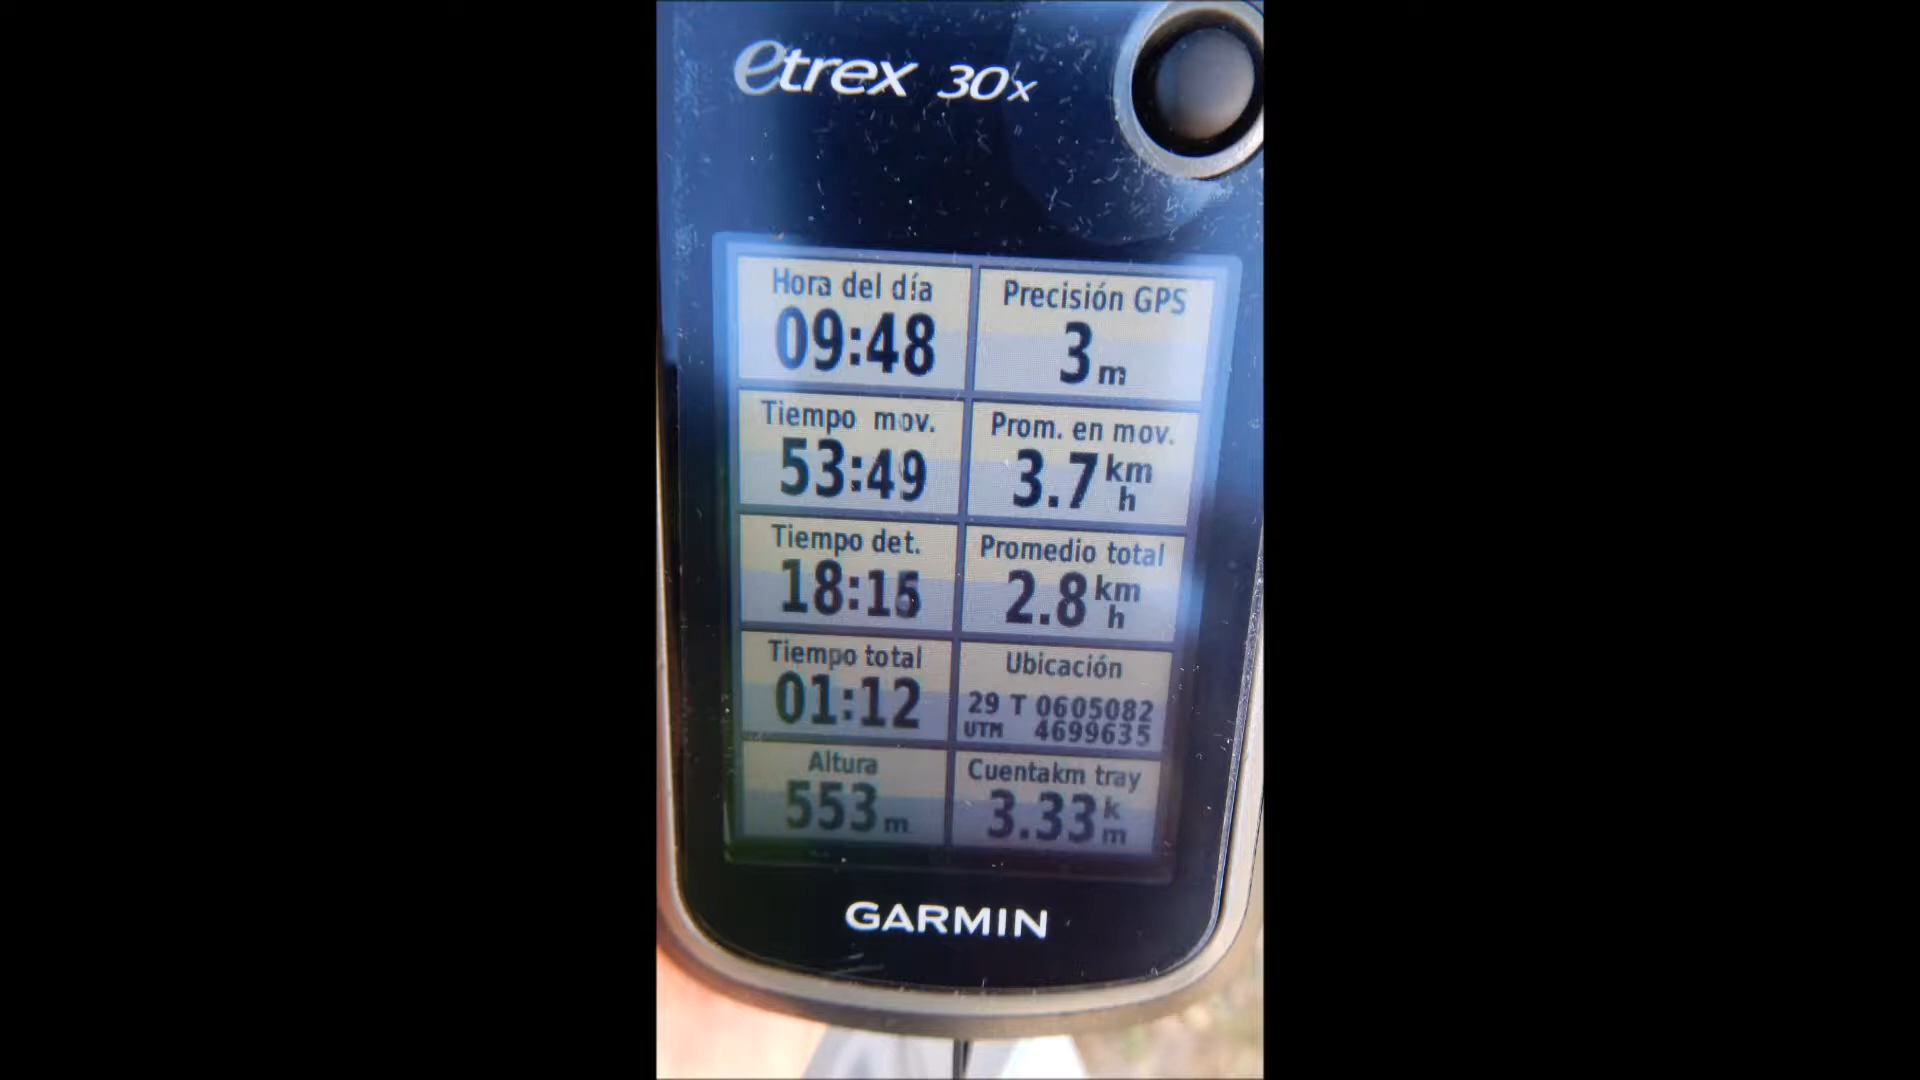 etrex 30x
Hora del día
09:48
Precisión GPS
3 m
Tiempo mov.
53:49
Prom. en mov.
3.7 km h
Tiempo det.
18:15
Promedio total
2.8 km h
Tiempo total
01:12
Ubicación
29 T 0605082
UTM 4699635
Altura
553 m
Cuentakm tray
3.33 k m
GARMIN